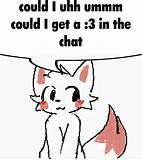 could I uhh ummm
could I get a :3 in the
chat